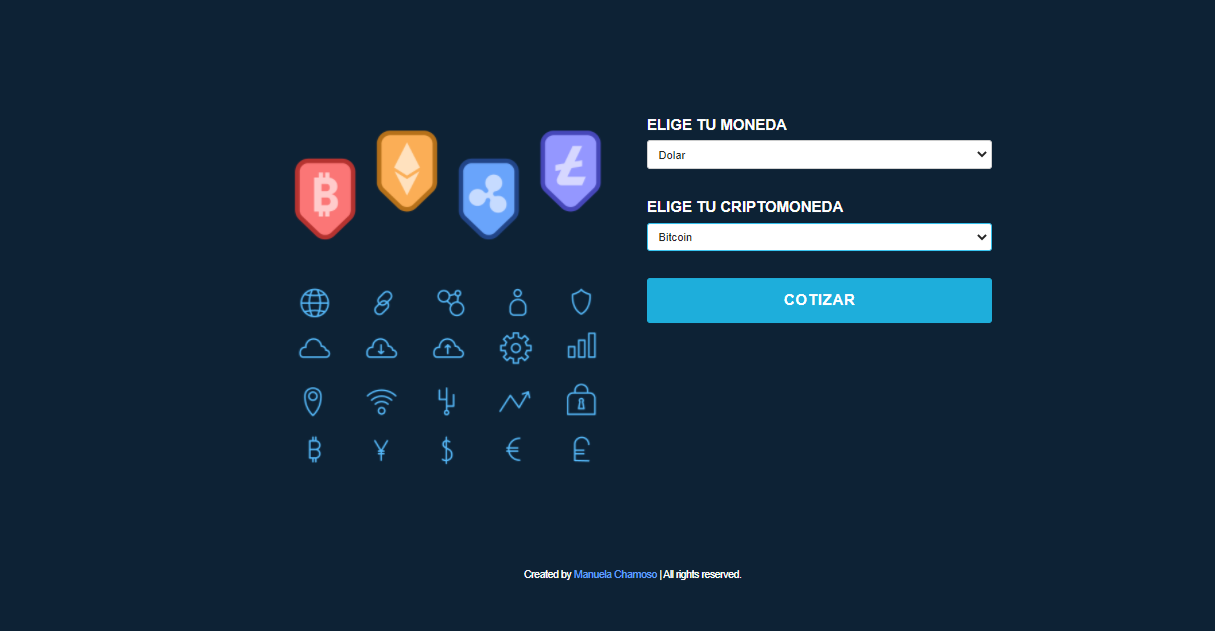 ELIGE TU MONEDA
Dolar
ELIGE TU CRIPTOMONEDA
Bitcoin
COTIZAR
Created by Manuela Chamoso | All rights reserved.